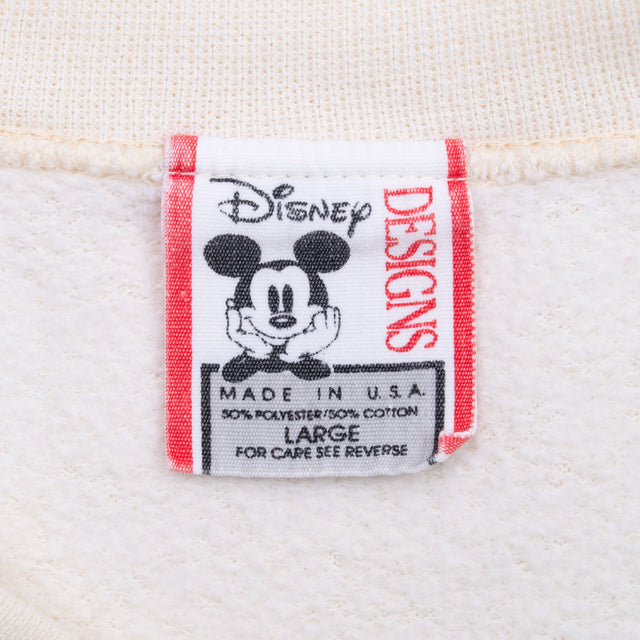 Disney
DESIGNS
MADE IN U.S.A.
50% POLYESTER/50% COTTON
LARGE
FOR CARE SEE REVERSE